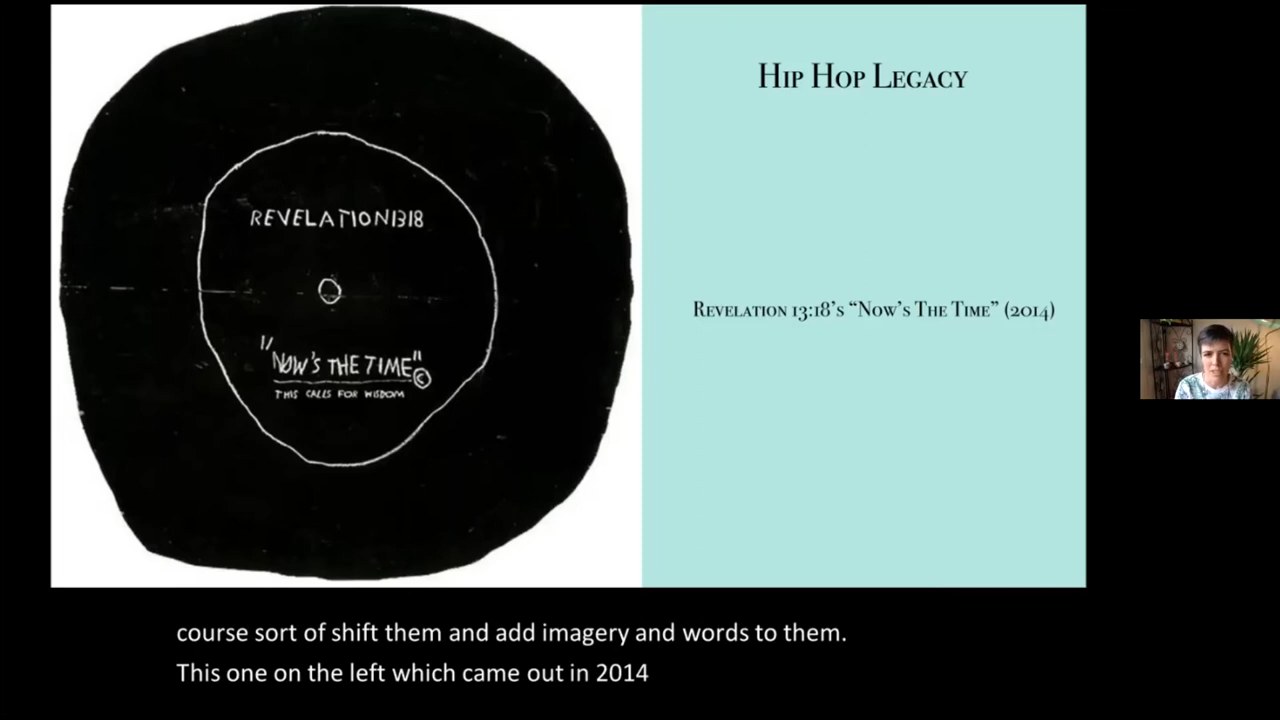 HIP HOP LEGACY
REVELATION1318
REVELATION 13:18'S “NOW'S THE TIME” (2014)
"NOW'S THE TIME"©
THIS CALLS FOR WISDOM
course sort of shift them and add imagery and words to them.
This one on the left which came out in 2014